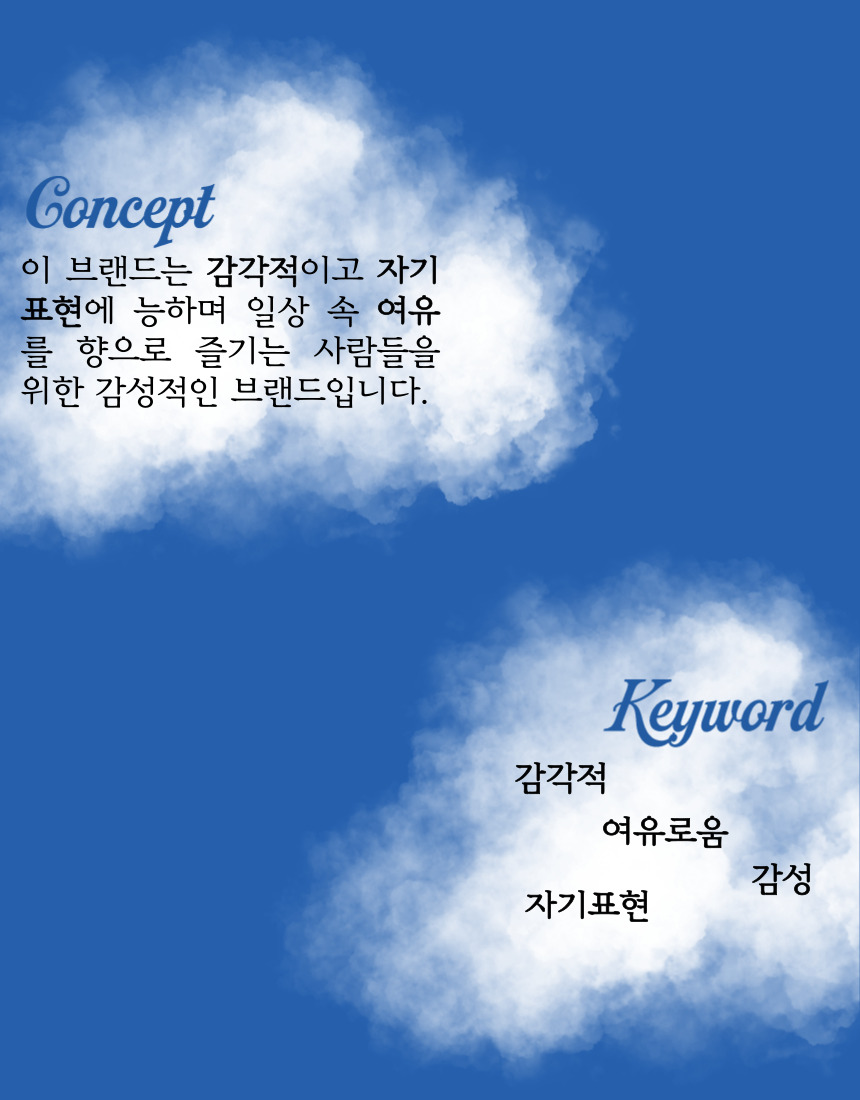 Concept
이 브랜드는 감각적이고 자기
표현에 능하며 일상 속 여유
를 향으로 즐기는 사람들을
위한 감성적인 브랜드입니다.
Keyword
감각적
여유로움
감성
자기표현